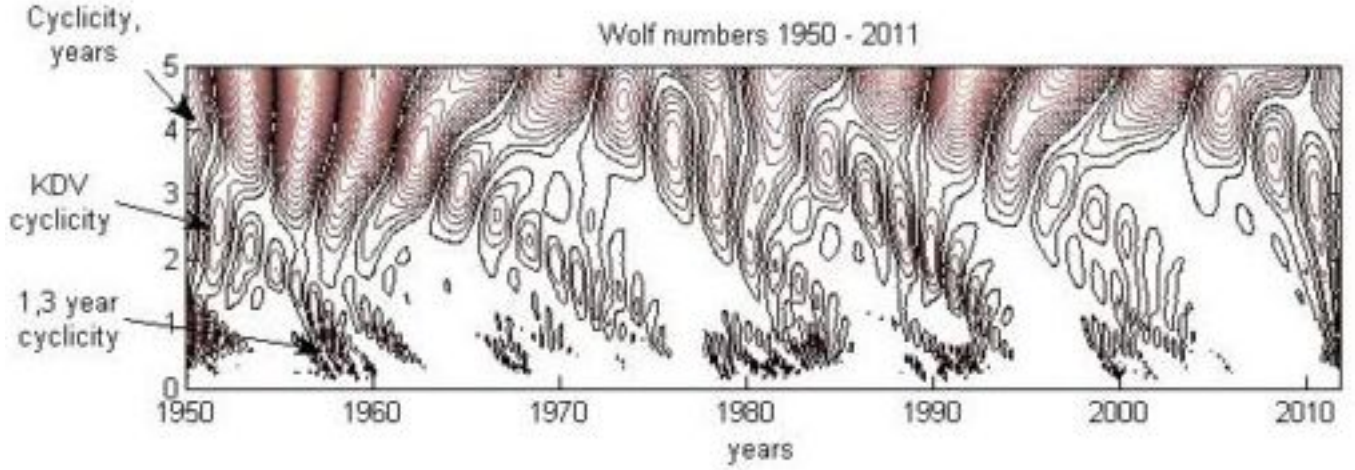 Cyclicity,
years
Wolf numbers 1950 - 2011
5
4
3
2
1
0
KDV
cyclicity
1,3 year
cyclicity
1950
1960
1970
1980
1990
2000
2010
years